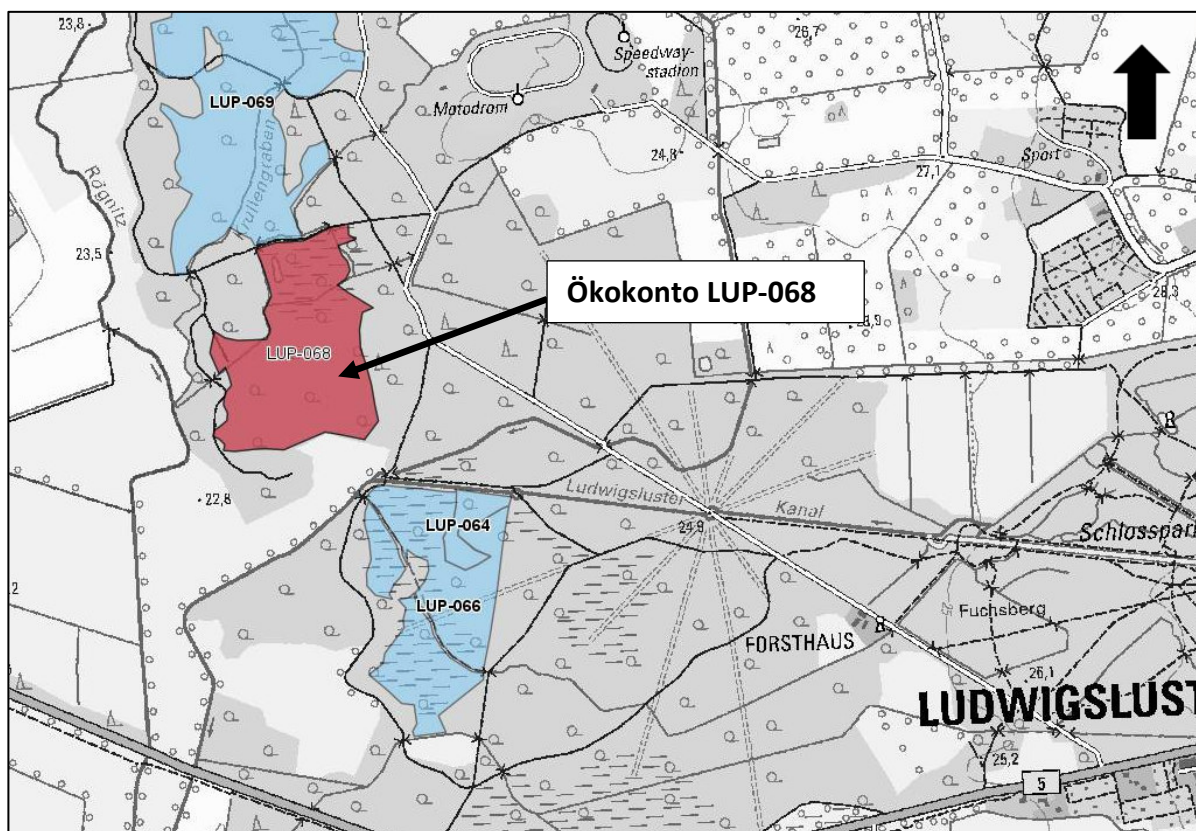 23,8
26,7
Speedway-
stadion
LUP-069
Motodrom
Krullengraben
24,8
Sport
27,1
Rögnitz
23,5
Ökokonto LUP-068
28,3
LUP-068
22,8
Ludwigsluster
Kanal
LUP-064
24,9
Schlosspark
LUP-066
Fuchsberg
FORSTHAUS
26,1
LUDWIGSLUST
25,2
5